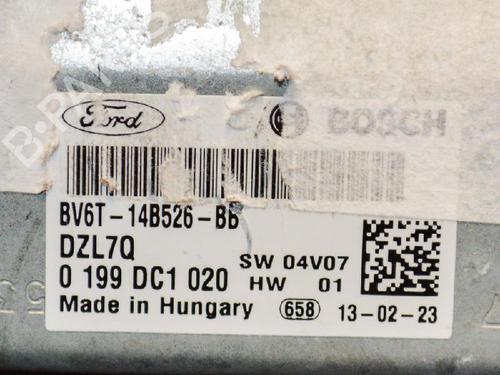 Ford BOSCH
BV6T-14B526-BB
DZL7Q
SW 04V07
0 199 DC1 020
HW 01
Made in Hungary
658
13-02-23